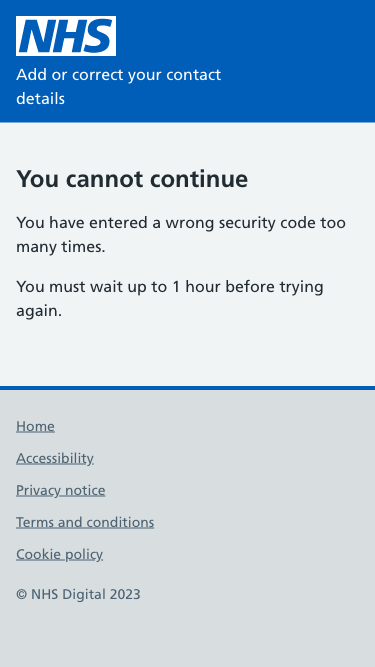 NHS
Add or correct your contact
details
You cannot continue
You have entered a wrong security code too
many times.
You must wait up to 1 hour before trying
again.
Home
Accessibility
Privacy notice
Terms and conditions
Cookie policy
© NHS Digital 2023